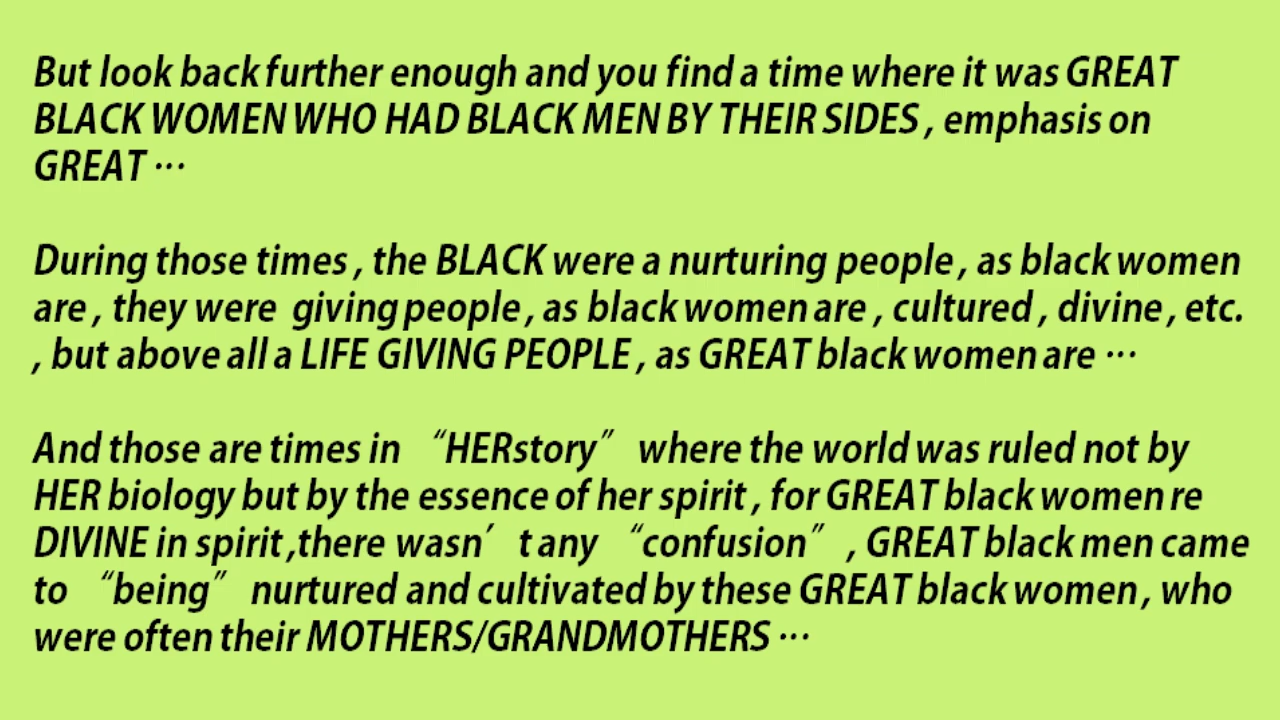 But look back further enough and you find a time where it was GREAT
BLACK WOMEN WHO HAD BLACK MEN BY THEIR SIDES , emphasis on
GREAT ···
During those times , the BLACK were a nurturing people , as black women
are , they were giving people , as black women are , cultured , divine , etc.
, but above all a LIFE GIVING PEOPLE , as GREAT black women are ···
And those are times in “HERstory” where the world was ruled not by
HER biology but by the essence of her spirit , for GREAT black women re
DIVINE in spirit ,there wasn’ t any “confusion” , GREAT black men came
to “being” nurtured and cultivated by these GREAT black women , who
were often their MOTHERS/GRANDMOTHERS ···